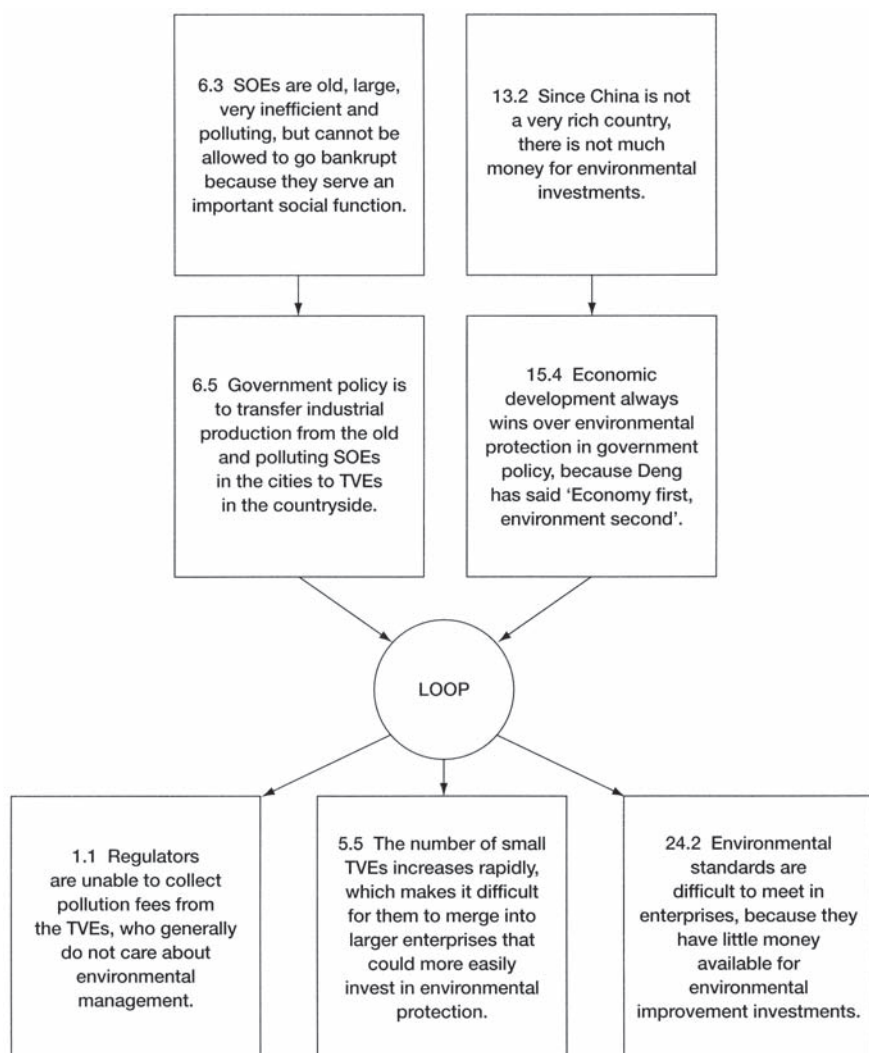 6.3 SOEs are old, large,
very inefficient and
polluting, but cannot be
allowed to go bankrupt
because they serve an
important social function.
13.2 Since China is not
a very rich country,
there is not much
money for environmental
investments.
6.5 Government policy is
to transfer industrial
production from the old
and polluting SOEs
in the cities to TVEs
in the countryside.
15.4 Economic
development always
wins over environmental
protection in government
policy, because Deng
has said ‘Economy first,
environment second’.
LOOP
1.1 Regulators
are unable to collect
pollution fees from
the TVEs, who generally
do not care about
environmental
management.
5.5 The number of small
TVEs increases rapidly,
which makes it difficult
for them to merge into
larger enterprises that
could more easily
invest in environmental
protection.
24.2 Environmental
standards are
difficult to meet in
enterprises, because they
have little money
available for
environmental
improvement investments.